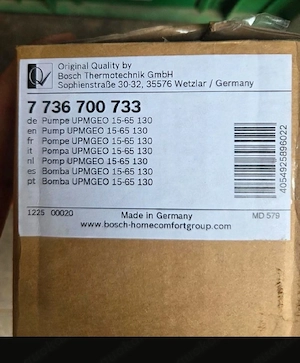 Original Quality by
Bosch Thermotechnik GmbH
Sophienstraße 30-32, 35576 Wetzlar / Germany
7 736 700 733
de Pumpe UPMGEO 15-65 130
en Pump UPMGEO 15-65 130
fr Pompe UPMGEO 15-65 130
it Pompa UPMGEO 15-65 130
nl Pomp UPMGEO 15-65 130
es Bomba UPMGEO 15-65 130
pt Bomba UPMGEO 15-65 130
4054925896022
1225 00020
Made in Germany
MD 579
www.bosch-homecomfortgroup.com